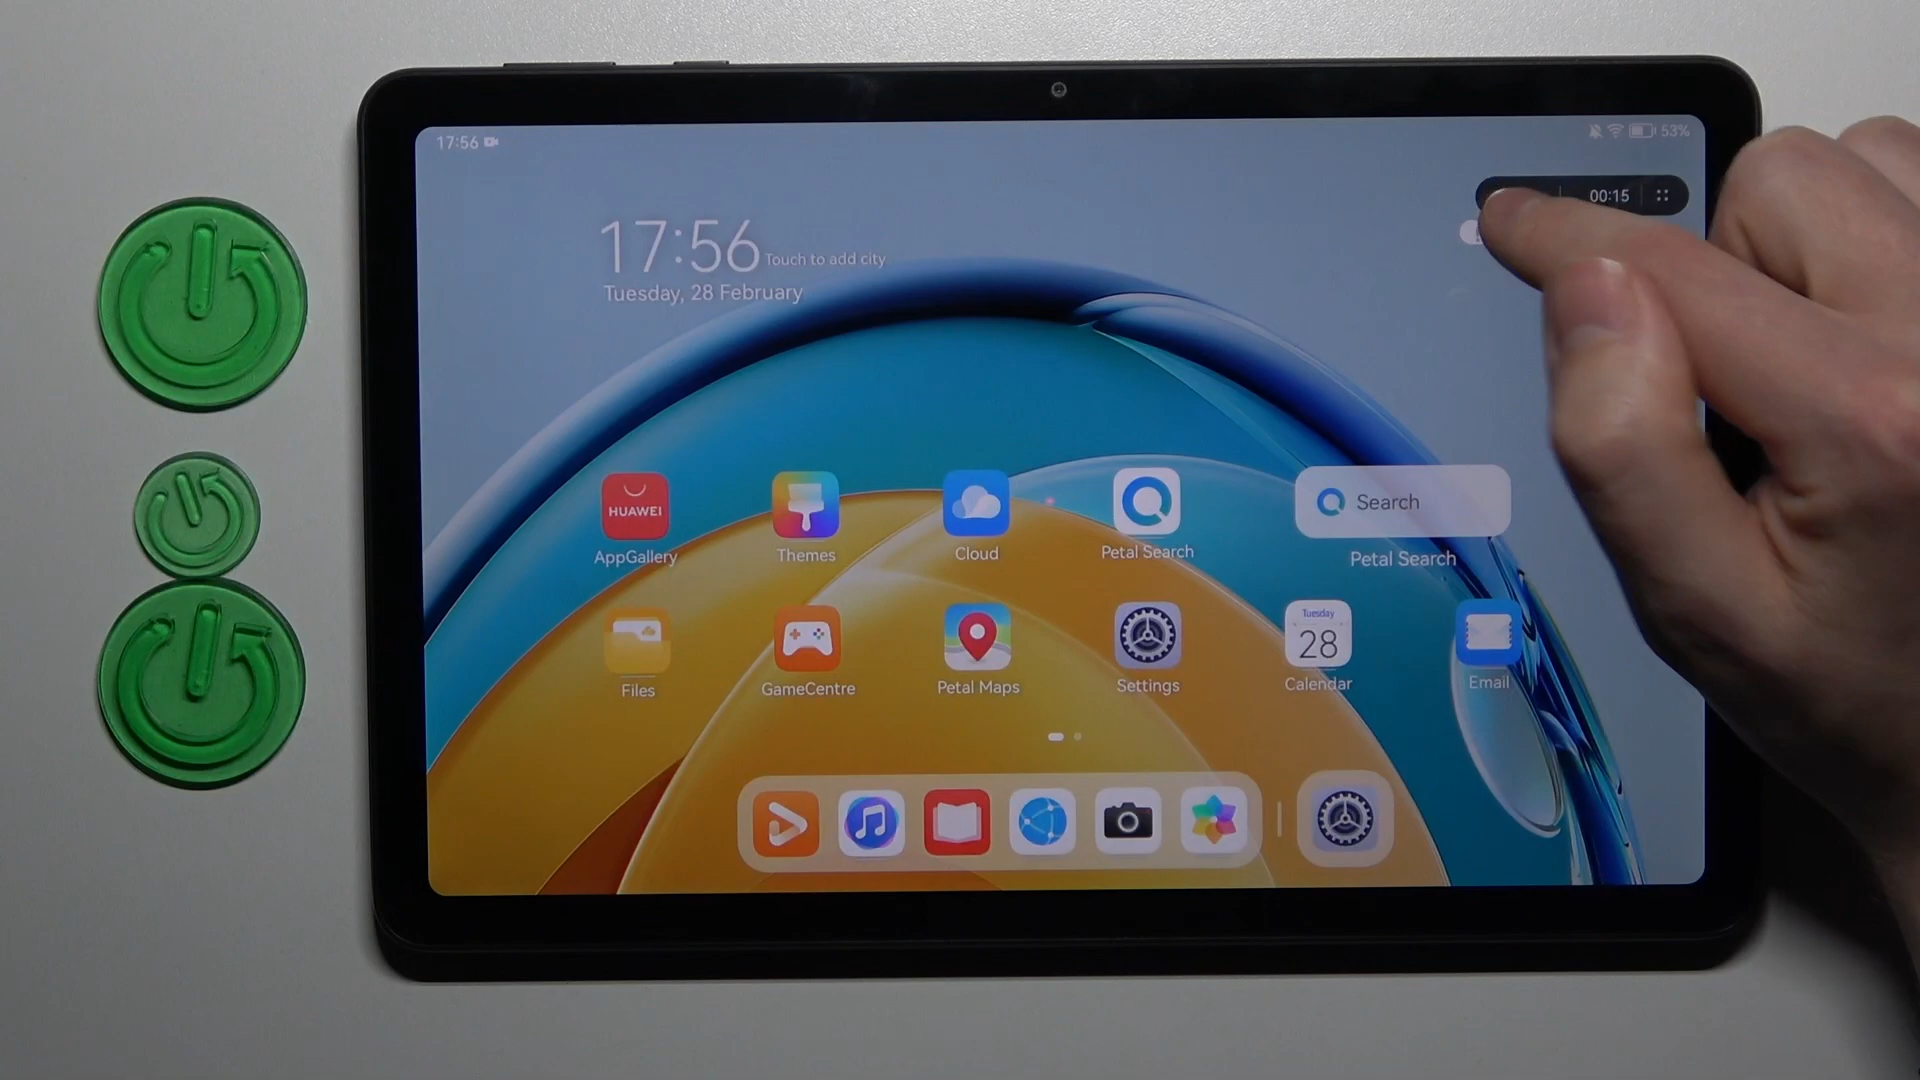 17:56
53%
00:15
17:56 Touch to add city
Tuesday, 28 February
HUAWEI
AppGallery
Themes
Cloud
Petal Search
Search
Petal Search
Files
GameCentre
Petal Maps
Settings
Tuesday
28
Calendar
Email